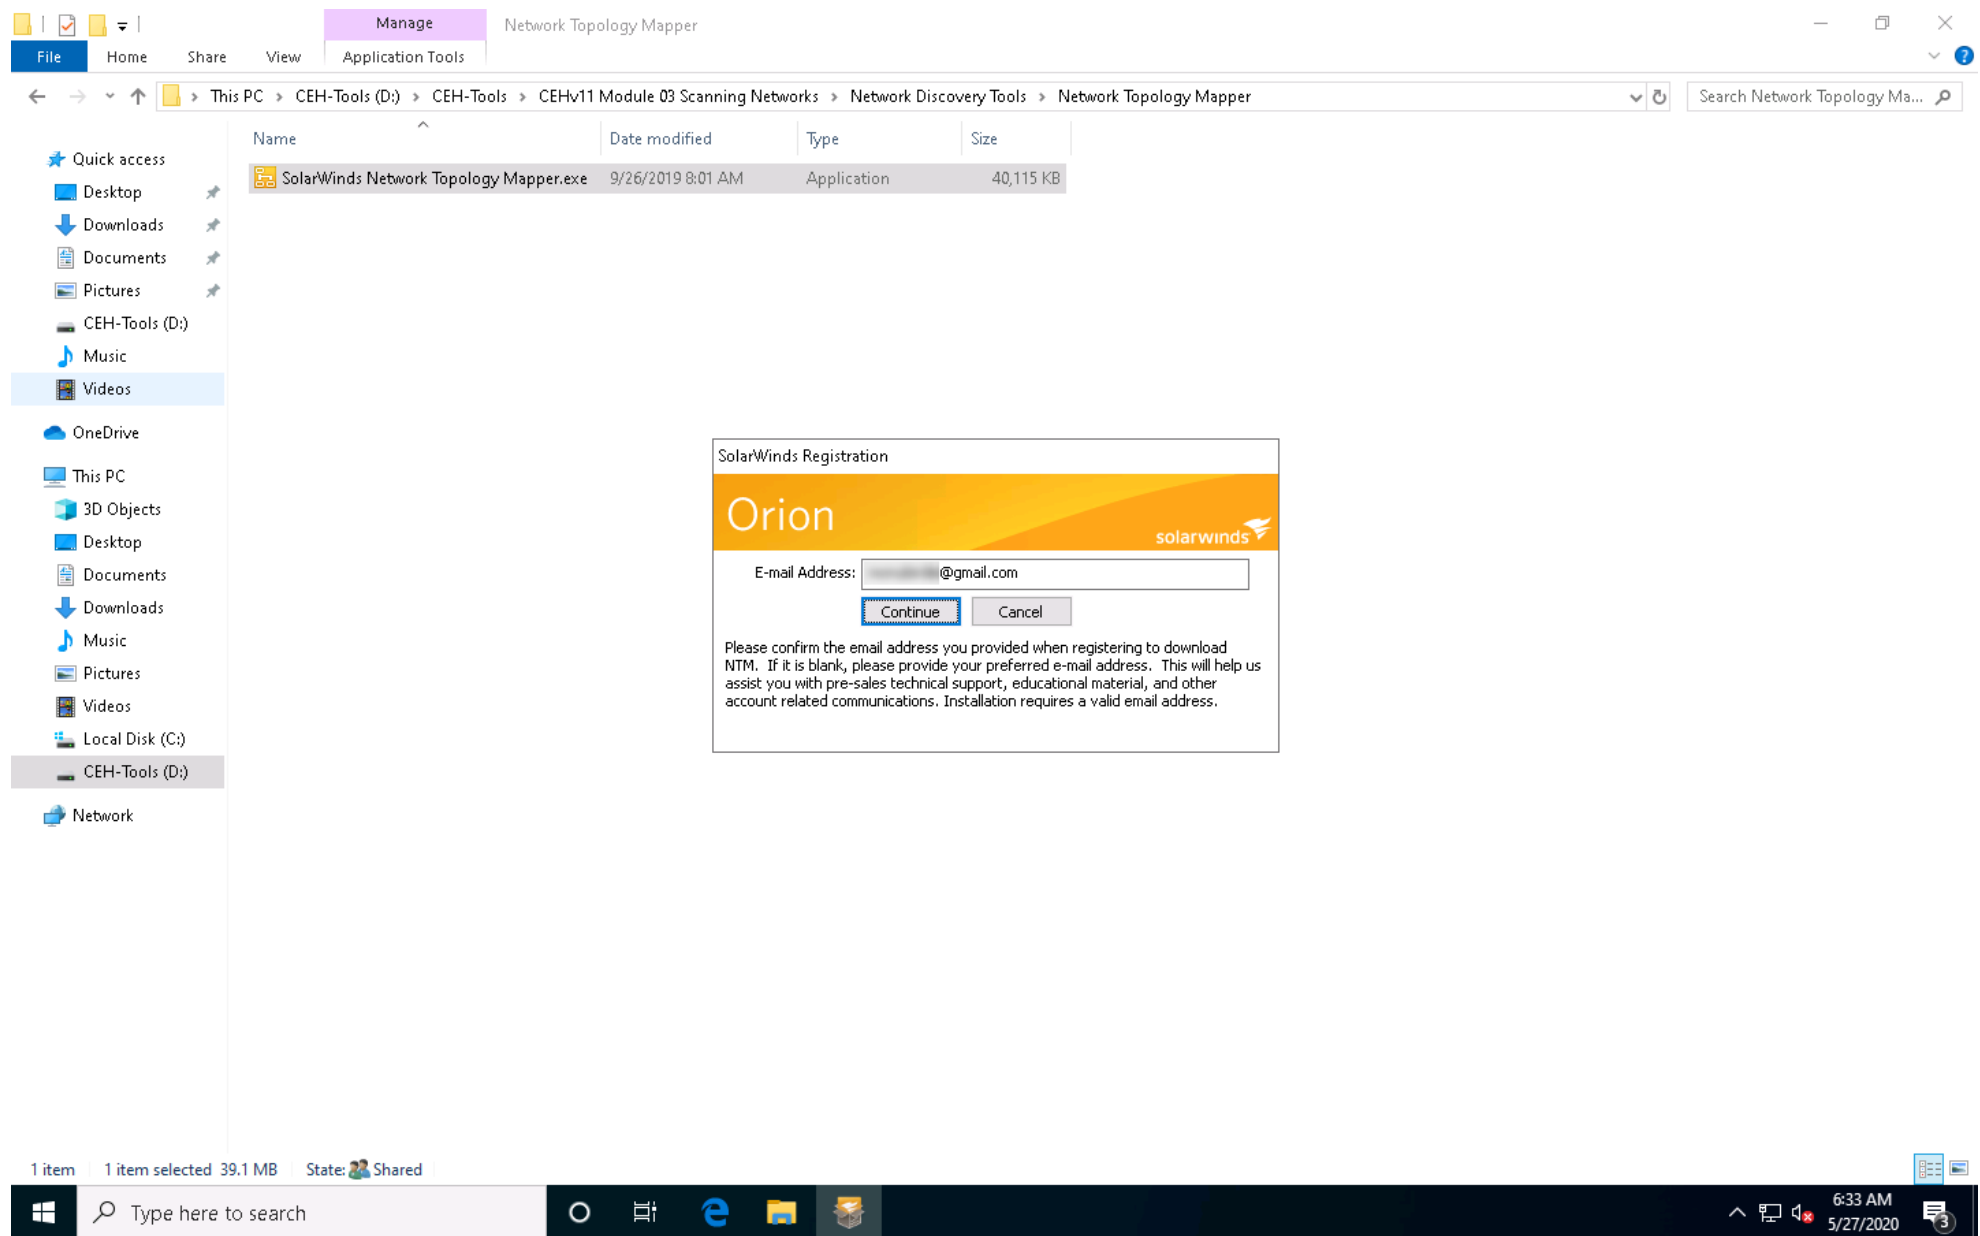 Manage
Network Topology Mapper
File
Home
Share
View
Application Tools
This PC > CEH-Tools (D:) > CEH-Tools > CEHv11 Module 03 Scanning Networks > Network Discovery Tools > Network Topology Mapper
Search Network Topology Ma...
Name
Date modified
Type
Size
SolarWinds Network Topology Mapper.exe
9/26/2019 8:01 AM
Application
40,115 KB
Quick access
Desktop
Downloads
Documents
Pictures
CEH-Tools (D:)
Music
Videos
OneDrive
This PC
3D Objects
Desktop
Documents
Downloads
Music
Pictures
Videos
Local Disk (C:)
CEH-Tools (D:)
Network
SolarWinds Registration
Orion
solarwinds
E-mail Address:
@gmail.com
Continue
Cancel
Please confirm the email address you provided when registering to download
NTM. If it is blank, please provide your preferred e-mail address. This will help us
assist you with pre-sales technical support, educational material, and other
account related communications. Installation requires a valid email address.
1 item
1 item selected 39.1 MB
State: Shared
Type here to search
6:33 AM
5/27/2020
3